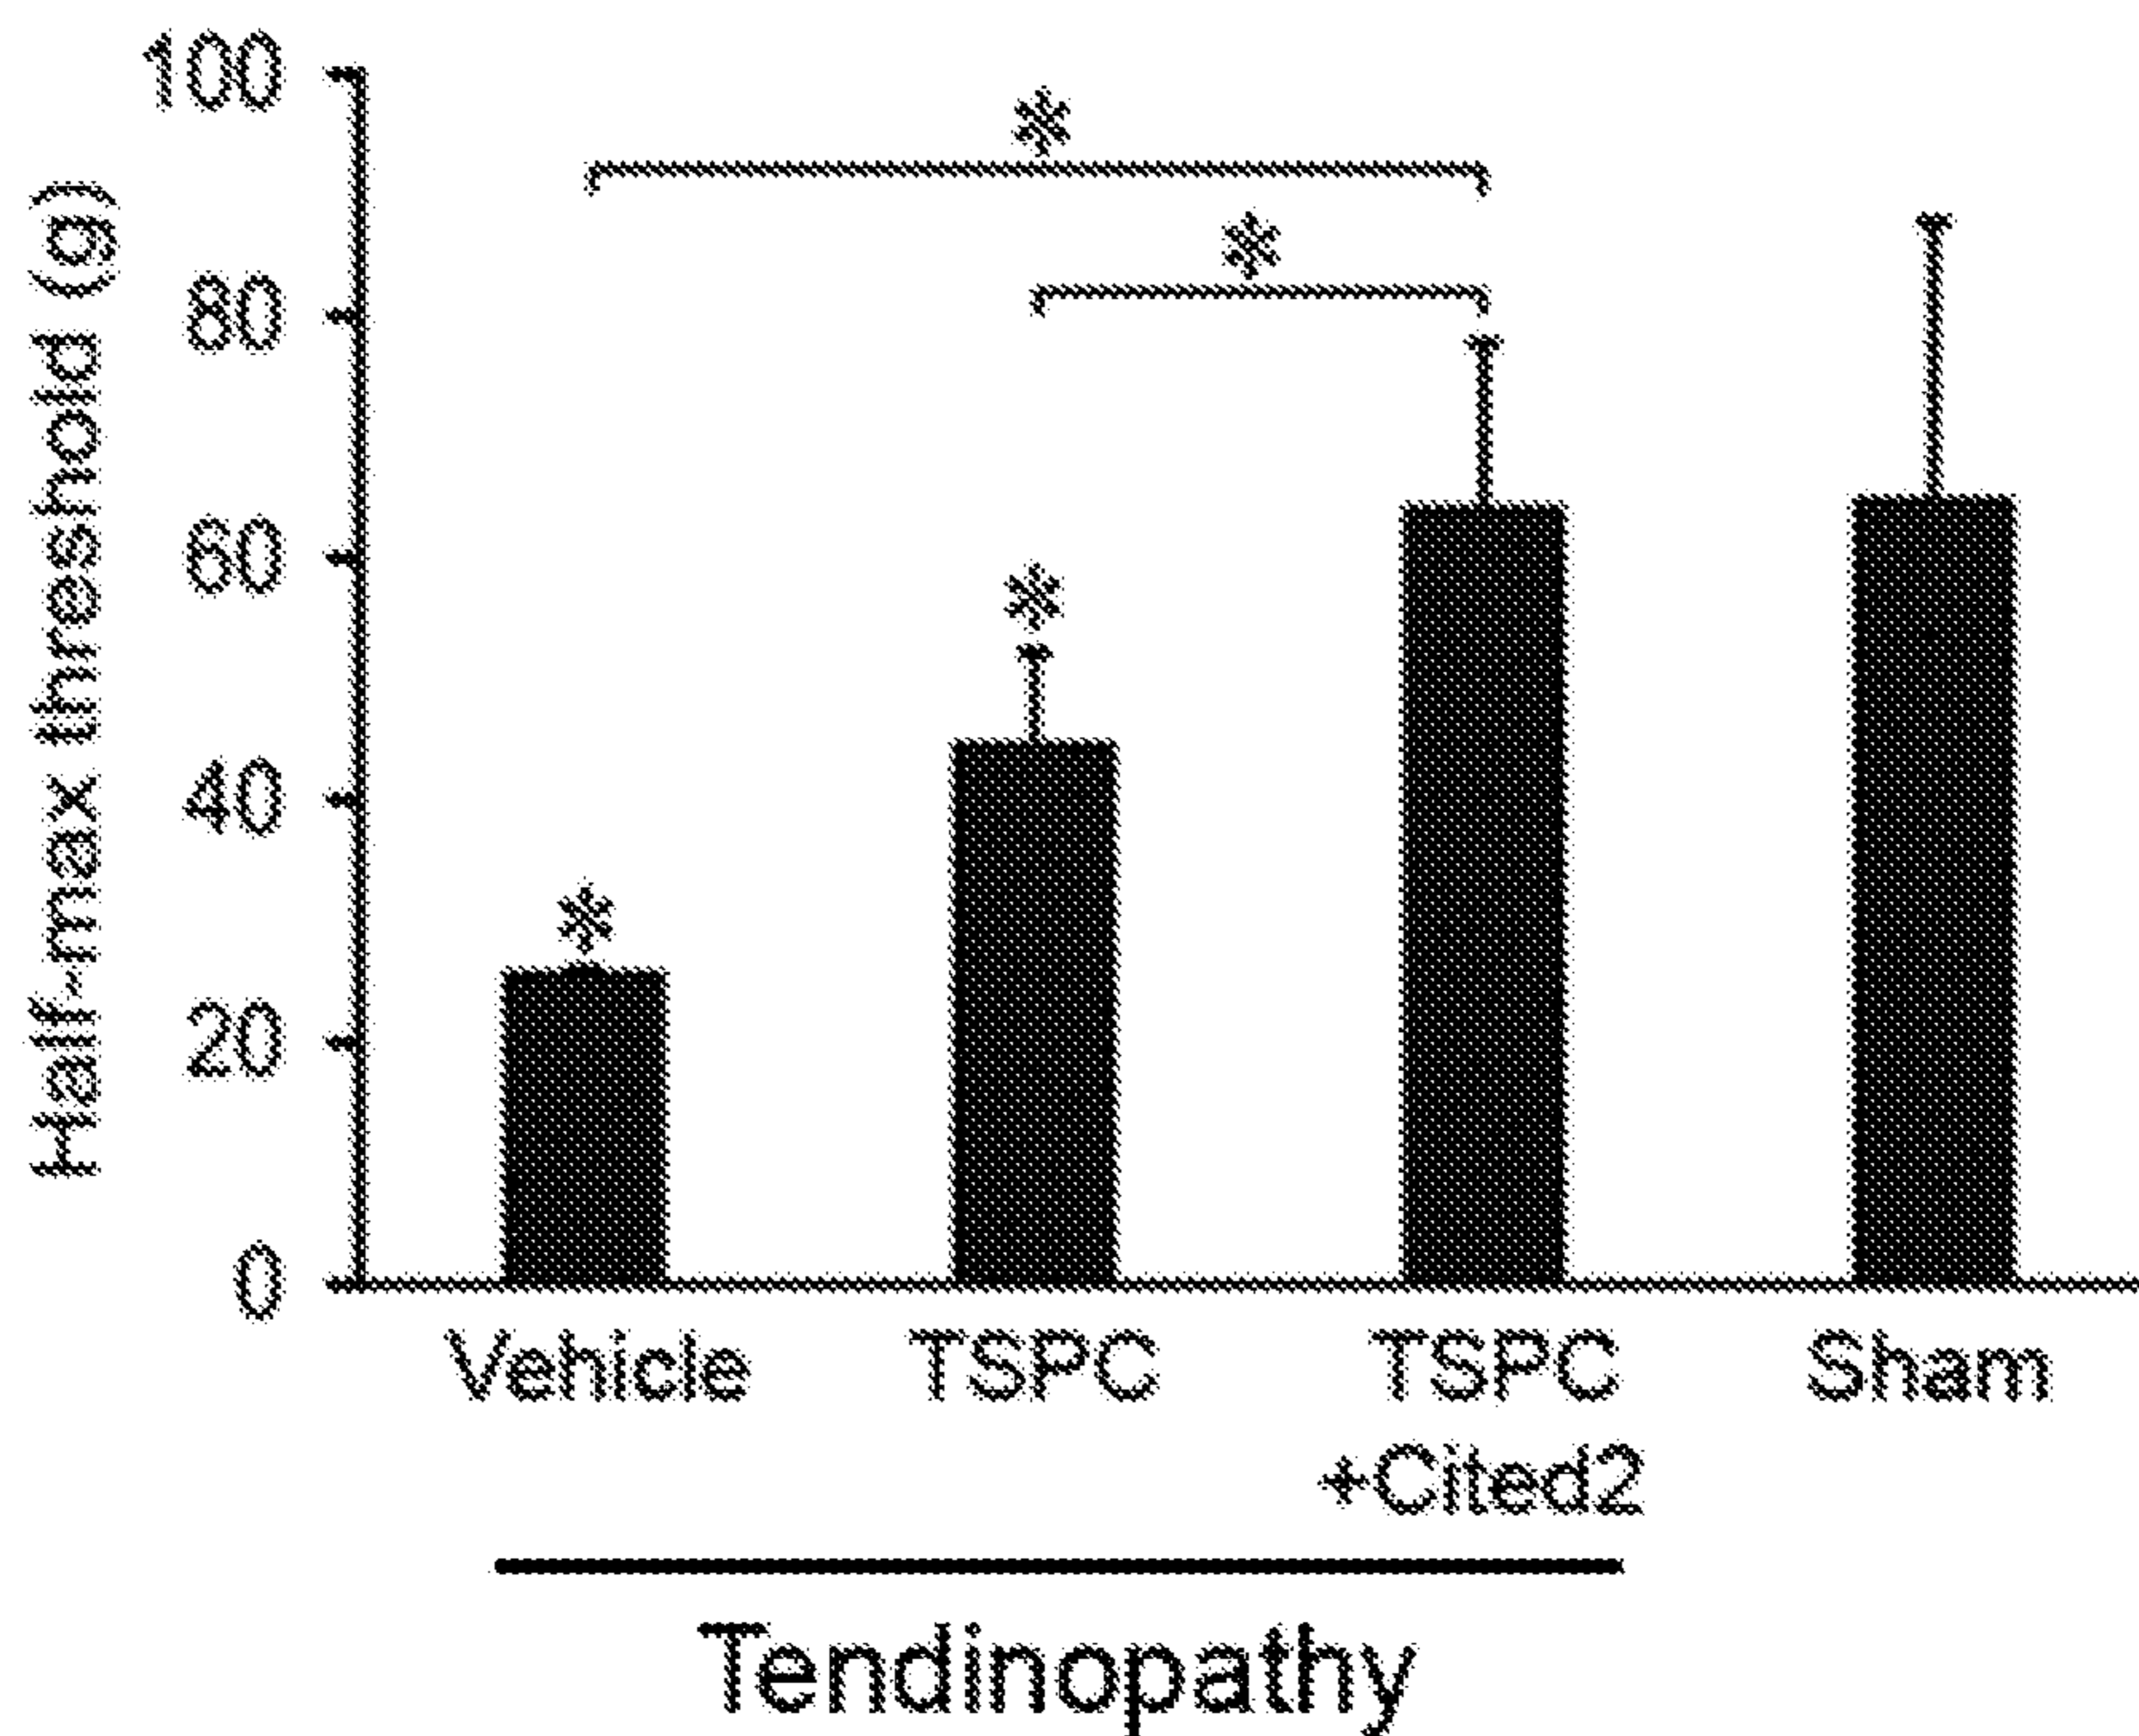 Half-max threshold (g)
100
80
60
40
20
0
*
*
*
*
Vehicle
TSPC
TSPC
+Cited2
Sham
Tendinopathy